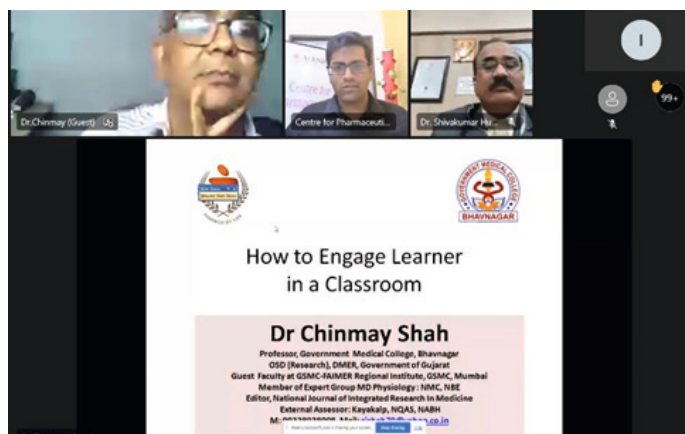 Dr.Chinmay (Guest)
Centre for Pharmaceuti...
Dr. Shivakumar Hu...
I
99+
GOVERNMENT MEDICAL COLLEGE
BHAVNAGAR
How to Engage Learner
in a Classroom
Dr Chinmay Shah
Professor, Government Medical College, Bhavnagar
OSD (Research), DMER, Government of Gujarat
Guest Faculty at GSMC-FAIMER Regional Institute, GSMC, Mumbai
Member of Expert Group MD Physiology : NMC, NBE
Editor, National Journal of Integrated Research In Medicine
External Assessor: Kayakalp, NQAS, NABH